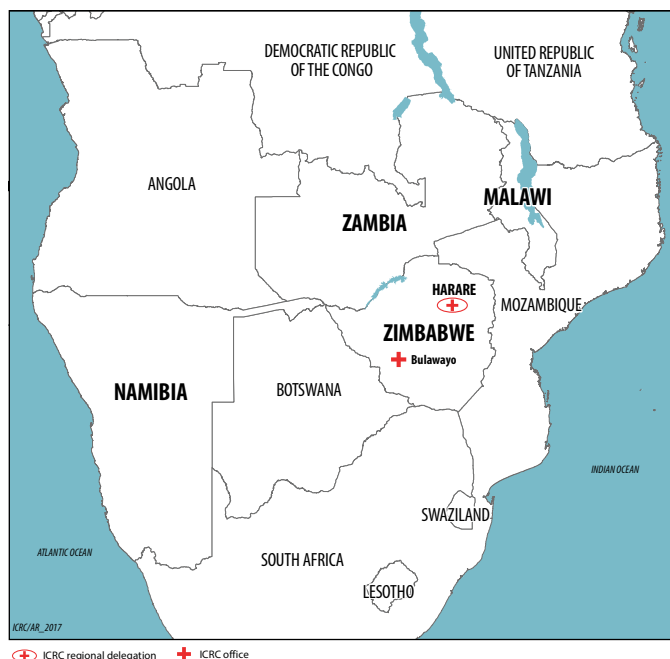 DEMOCRATIC REPUBLIC
OF THE CONGO
UNITED REPUBLIC
OF TANZANIA
ANGOLA
ZAMBIA
MALAWI
HARARE
MOZAMBIQUE
ZIMBABWE
Bulawayo
NAMIBIA
BOTSWANA
INDIAN OCEAN
SWAZILAND
ATLANTIC OCEAN
SOUTH AFRICA
LESOTHO
ICRC/AR_2017
ICRC regional delegation
ICRC office